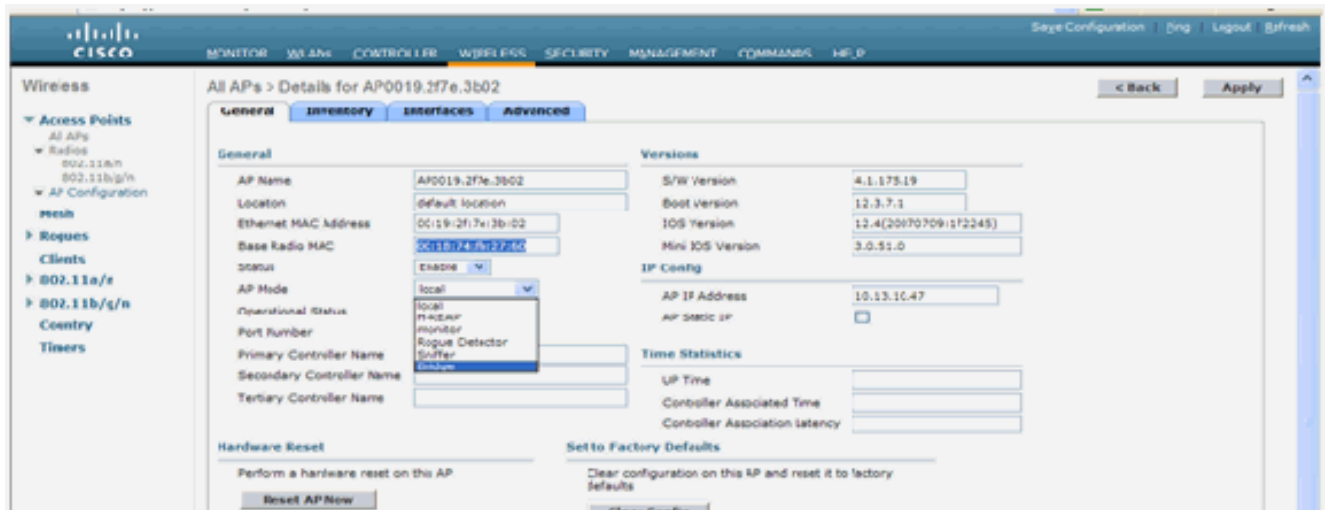 Save Configuration Ping Logout Refresh
CISCO
MONITOR WLANs CONTROLLER WIRELESS SECURITY MANAGEMENT COMMANDS HELP
Wireless
All APs > Details for AP0019.2f7e.3b02
< Back Apply
General Inventory Interfaces Advanced
Access Points
All APs
Radios
802.11a/n
802.11b/g/n
AP Configuration
Mesh
Rogues
Clients
802.11b/g/n
Country
Timers
General
AP Name AP0019.2f7e.3b02
Location default location
Ethernet MAC Address 00:19:2f:7e:3b:02
Base Radio MAC
Status Enable
AP Mode local
local
H-REAP
monitor
Rogue Detector
Sniffer
Operational Status
Port Number
Primary Controller Name
Secondary Controller Name
Tertiary Controller Name
Versions
S/W Version 4.1.175.19
Boot Version 12.3.7.1
IOS Version
Mini IOS Version 3.0.51.0
IP Config
AP IP Address 10.13.10.47
AP Static IP
Time Statistics
UP Time
Controller Associated Time
Controller Association Latency
Hardware Reset
Perform a hardware reset on this AP
Reset AP Now
Set to Factory Defaults
Clear configuration on this AP and reset it to factory
defaults